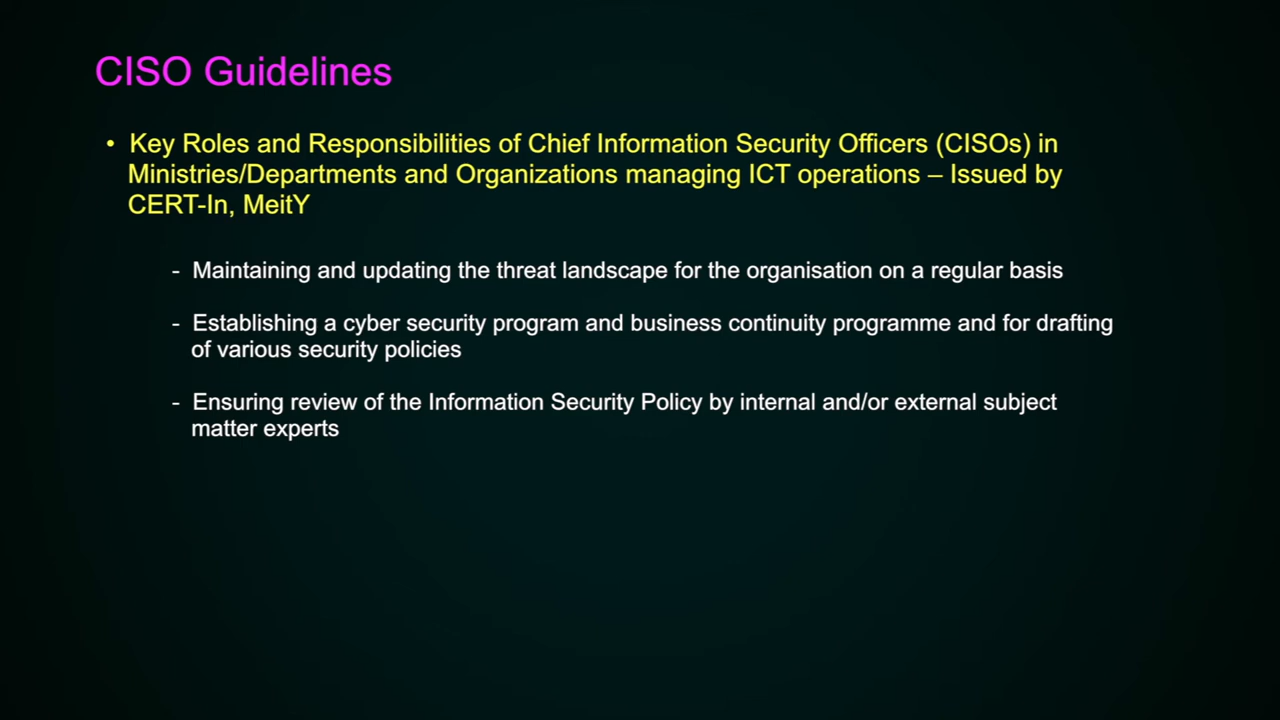 CISO Guidelines
• Key Roles and Responsibilities of Chief Information Security Officers (CISOs) in
Ministries/Departments and Organizations managing ICT operations – Issued by
CERT-In, MeitY
- Maintaining and updating the threat landscape for the organisation on a regular basis
- Establishing a cyber security program and business continuity programme and for drafting
of various security policies
- Ensuring review of the Information Security Policy by internal and/or external subject
matter experts